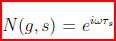 N(g, s) = e^{iωτ_s}